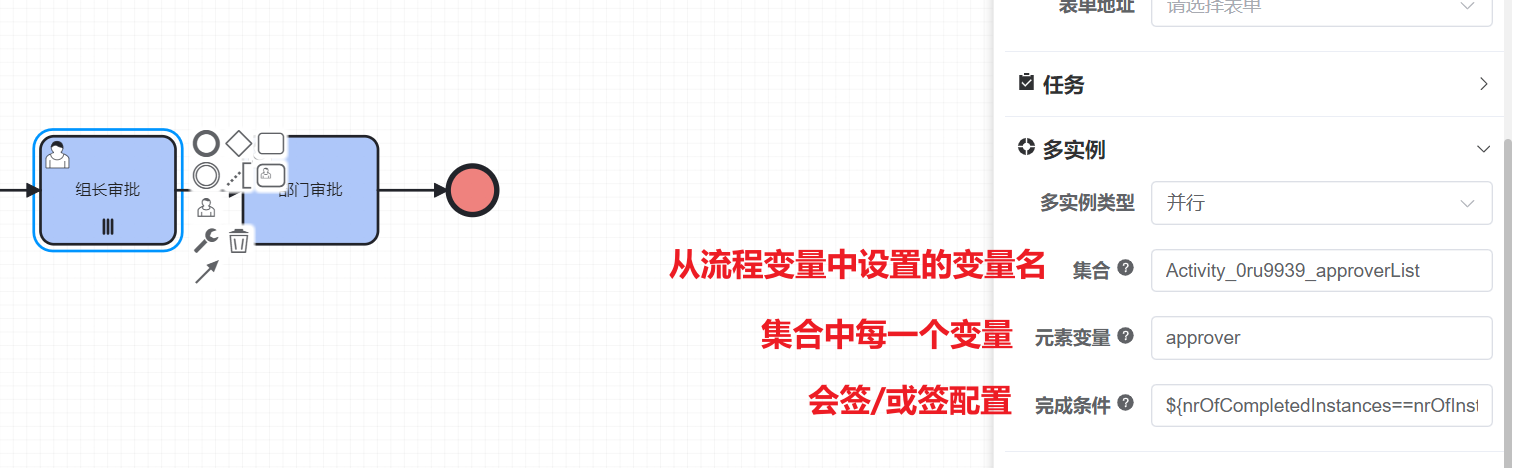 表单地址
请选择表单
任务
多实例
组长审批
部门审批
多实例类型
并行
从流程变量中设置的变量名
集合
Activity_0ru9939_approverList
集合中每一个变量
元素变量
approver
会签/或签配置
完成条件
${nrOfCompletedInstances==nrOfInst